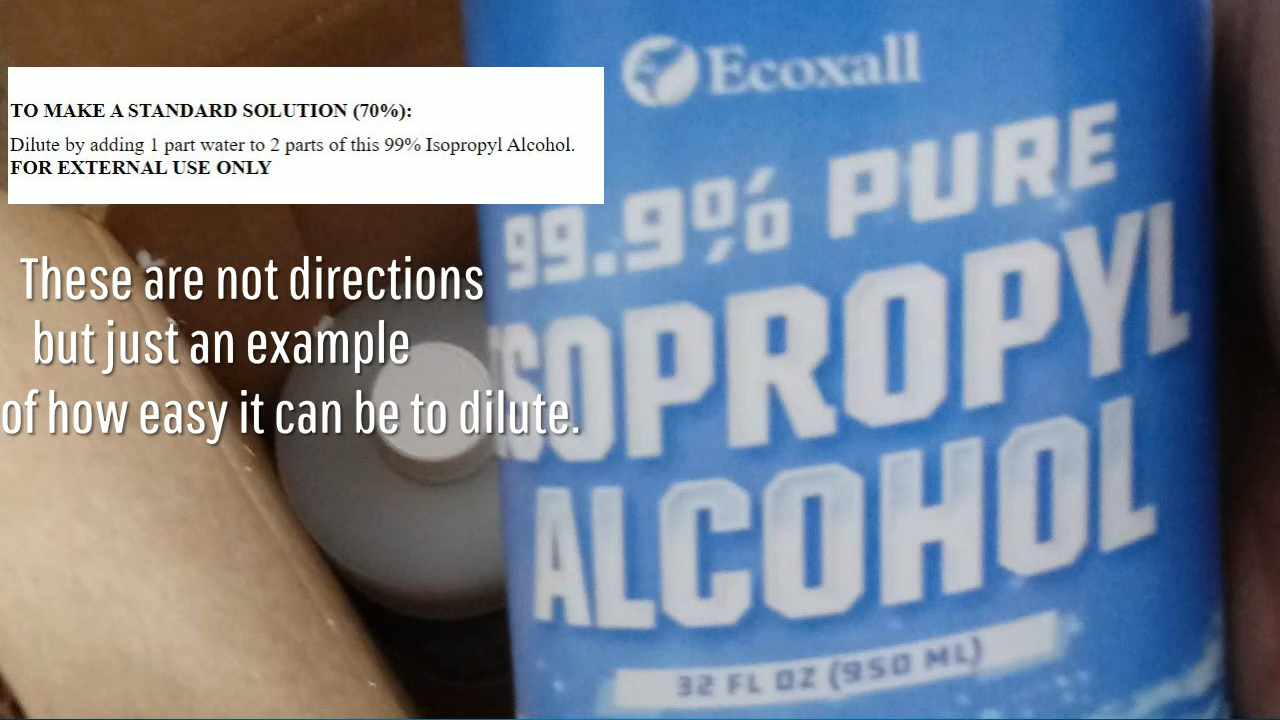 TO MAKE A STANDARD SOLUTION (70%):
Dilute by adding 1 part water to 2 parts of this 99% Isopropyl Alcohol.
FOR EXTERNAL USE ONLY
These are not directions
but just an example
of how easy it can be to dilute.
Ecoxall
99.9% PURE
ISOPROPYL
ALCOHOL
32 FL OZ (950 ML)